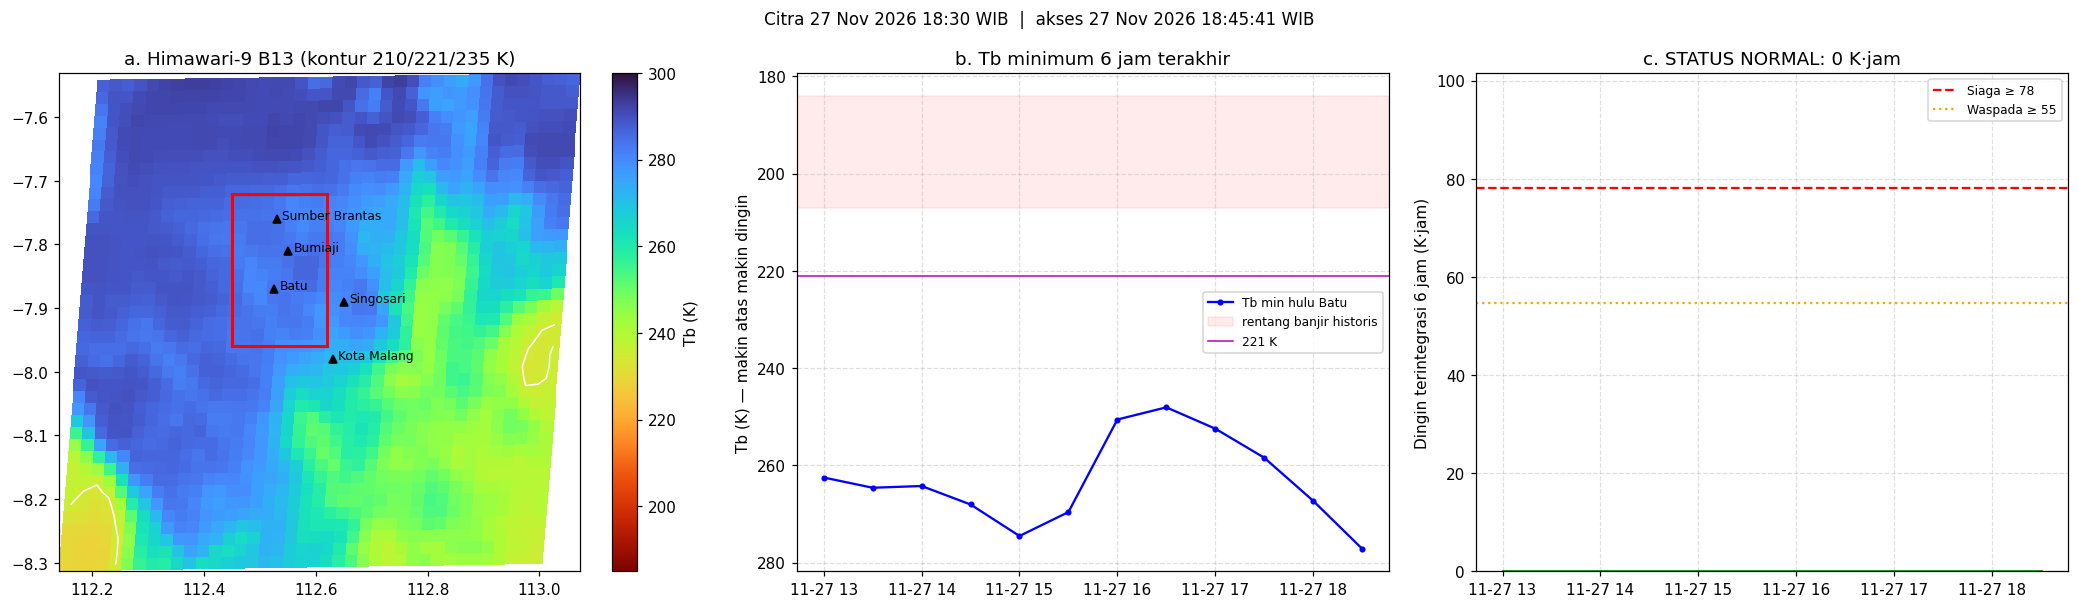 Citra 27 Nov 2026 18:30 WIB | akses 27 Nov 2026 18:45:41 WIB
a. Himawari-9 B13 (kontur 210/221/235 K)
−7.6
−7.7
−7.8
−7.9
−8.0
−8.1
−8.2
−8.3
112.2
112.4
112.6
112.8
113.0
Sumber Brantas
Bumiaji
Batu
Singosari
Kota Malang
300
280
260
240
220
200
Tb (K)
b. Tb minimum 6 jam terakhir
Tb (K) — makin atas makin dingin
180
200
220
240
260
280
Tb min hulu Batu
rentang banjir historis
221 K
11-27 13
11-27 14
11-27 15
11-27 16
11-27 17
11-27 18
c. STATUS NORMAL: 0 K·jam
Dingin terintegrasi 6 jam (K·jam)
100
80
60
40
20
0
Siaga ≥ 78
Waspada ≥ 55
11-27 13
11-27 14
11-27 15
11-27 16
11-27 17
11-27 18